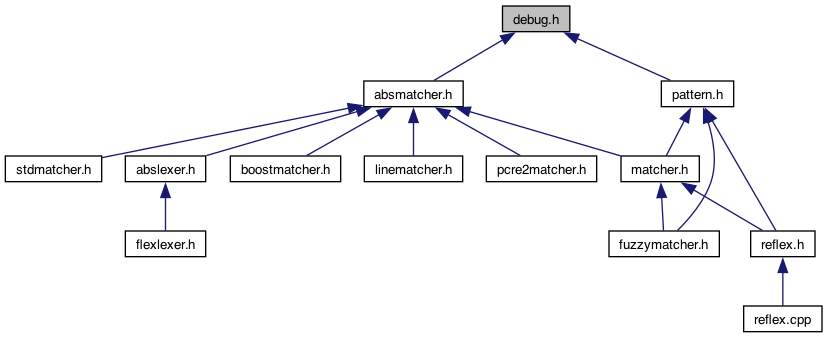 debug.h
absmatcher.h
pattern.h
stdmatcher.h
abslexer.h
boostmatcher.h
linematcher.h
pcre2matcher.h
matcher.h
flexlexer.h
fuzzymatcher.h
reflex.h
reflex.cpp